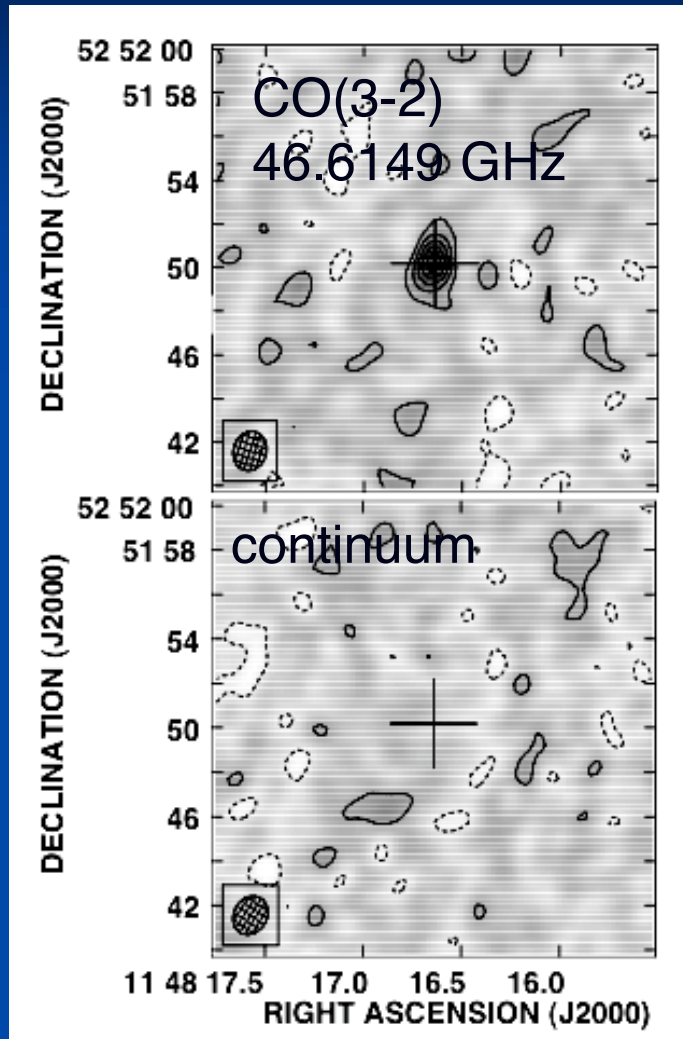 52 52 00
51 58
54
50
46
42
DECLINATION (J2000)
CO(3-2)
46.6149 GHz
52 52 00
51 58
54
50
46
42
DECLINATION (J2000)
continuum
11 48 17.5 17.0 16.5 16.0
RIGHT ASCENSION (J2000)